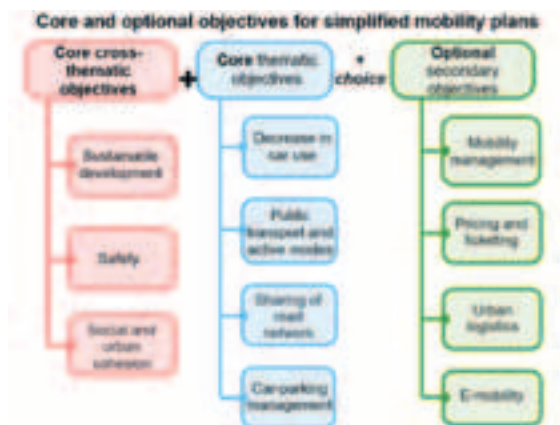 Core and optional objectives for simplified mobility plans
Core cross-
thematic
objectives
+
Core thematic
objectives
+
choice
Optional
secondary
objectives
Sustainable
development
Safety
Social and
urban
cohesion
Decrease in
car use
Public
transport and
active modes
Sharing of
road
network
Car-parking
management
Mobility
management
Pricing and
ticketing
Urban
logistics
E-mobility